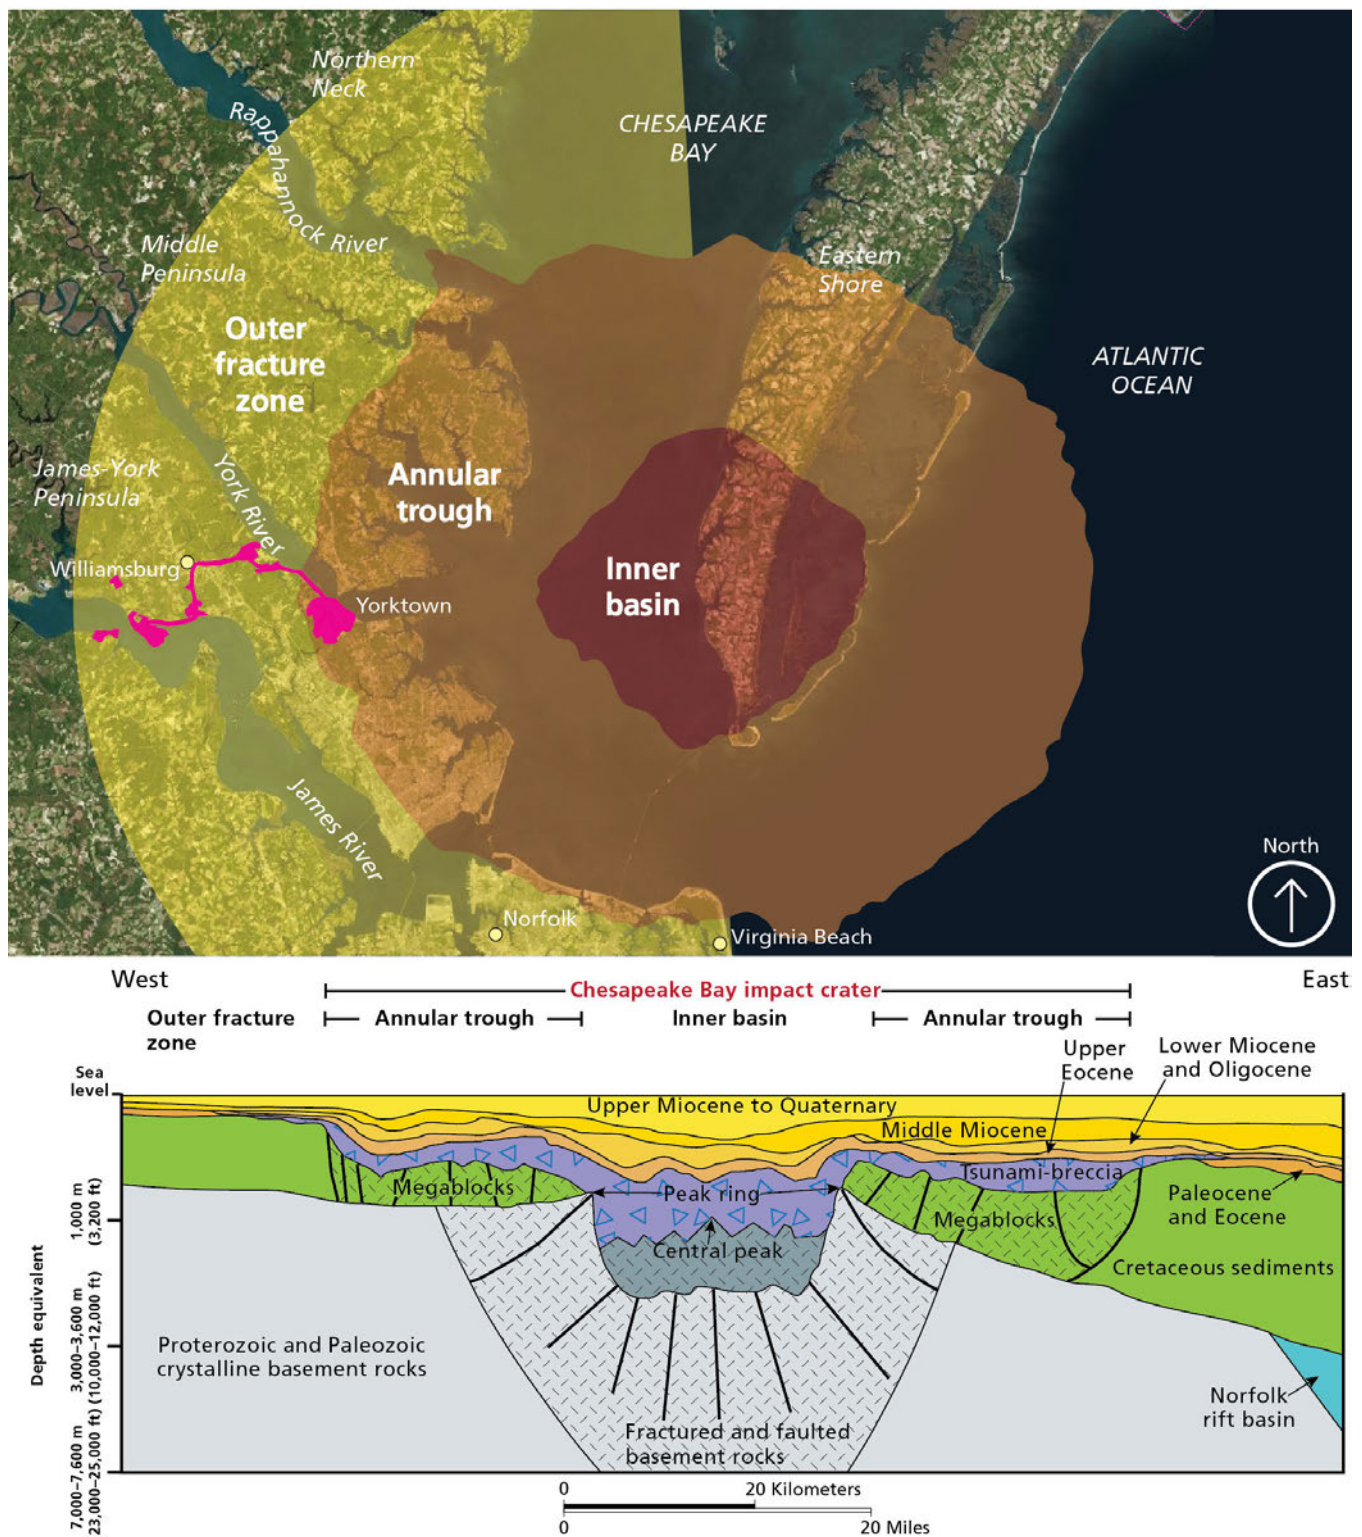 Northern
Neck
Rappahannock River
CHESAPEAKE
BAY
Middle
Peninsula
Eastern
Shore
Outer
fracture
zone
ATLANTIC
OCEAN
James-York
Peninsula
York River
Annular
trough
Williamsburg
Inner
basin
Yorktown
James River
North
Norfolk
Virginia Beach
West
East
Chesapeake Bay impact crater
Outer fracture
zone
Annular trough
Inner basin
Annular trough
Sea
level
Upper
Eocene
Lower Miocene
and Oligocene
Upper Miocene to Quaternary
Middle Miocene
Tsunami-breccia
Megablocks
Peak ring
Paleocene
and Eocene
Megablocks
Central peak
Cretaceous sediments
Depth equivalent
1,000 m
(3,200 ft)
3,000–3,600 m
(10,000–12,000 ft)
7,000–7,600 m
23,000–25,000 ft)
Proterozoic and Paleozoic
crystalline basement rocks
Norfolk
rift basin
Fractured and faulted
basement rocks
0
20 Kilometers
0
20 Miles